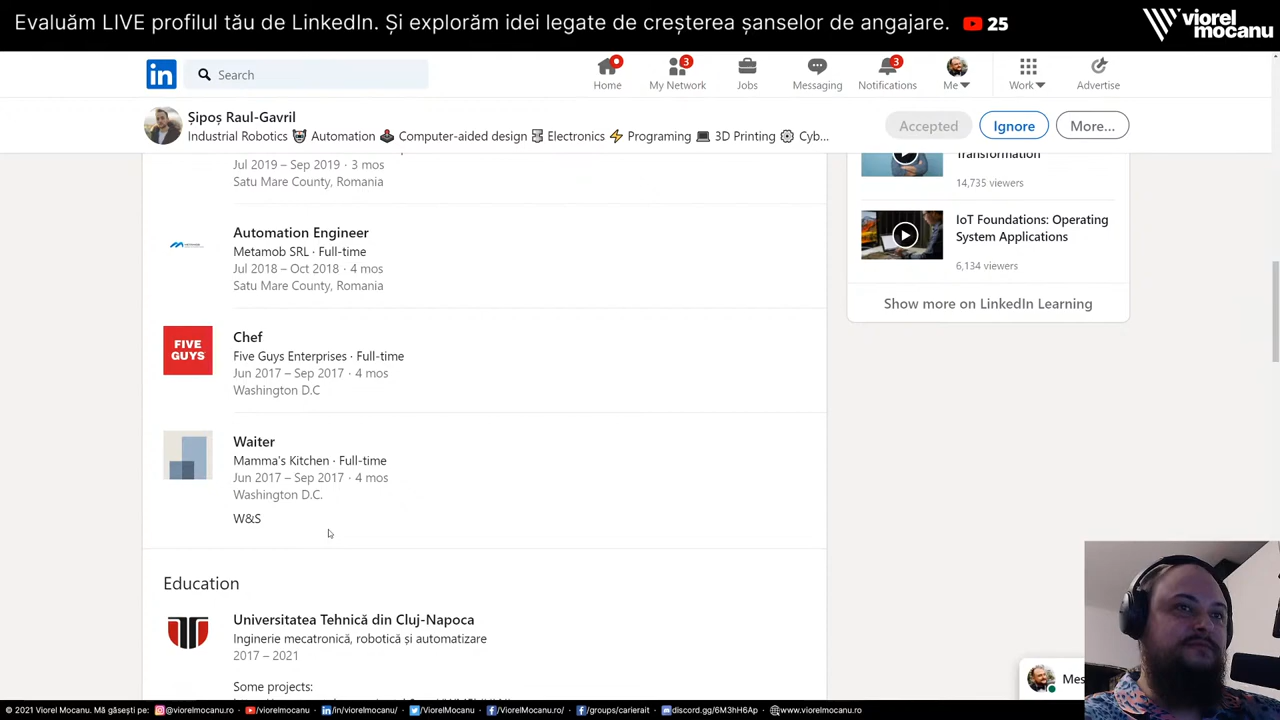 Evaluăm LIVE profilul tău de LinkedIn. Și explorăm idei legate de creșterea șanselor de angajare. 25
viorel
mocanu
in
Search
Home
My Network
3
Jobs
Messaging
Notifications
3
Me
Work
Advertise
Șipoș Raul-Gavril
Industrial Robotics Automation Computer-aided design Electronics Programing 3D Printing Cyb...
Accepted
Ignore
More...
Jul 2019 – Sep 2019 · 3 mos
Satu Mare County, Romania
Automation Engineer
Metamob SRL · Full-time
Jul 2018 – Oct 2018 · 4 mos
Satu Mare County, Romania
FIVE
GUYS
Chef
Five Guys Enterprises · Full-time
Jun 2017 – Sep 2017 · 4 mos
Washington D.C
Waiter
Mamma's Kitchen · Full-time
Jun 2017 – Sep 2017 · 4 mos
Washington D.C.
W&S
Education
Universitatea Tehnică din Cluj-Napoca
Inginerie mecatronică, robotică și automatizare
2017 – 2021
Some projects:
Transformation
14,735 viewers
IoT Foundations: Operating
System Applications
6,134 viewers
Show more on LinkedIn Learning
Mes
© 2021 Viorel Mocanu. Mă găsești pe: @viorelmocanu.ro /viorelmocanu.ro /in/viorelmocanu/ /ViorelMocanu /ViorelMocanu.ro/ /groups/carierait discord.gg/6M3hH6Ap www.viorelmocanu.ro